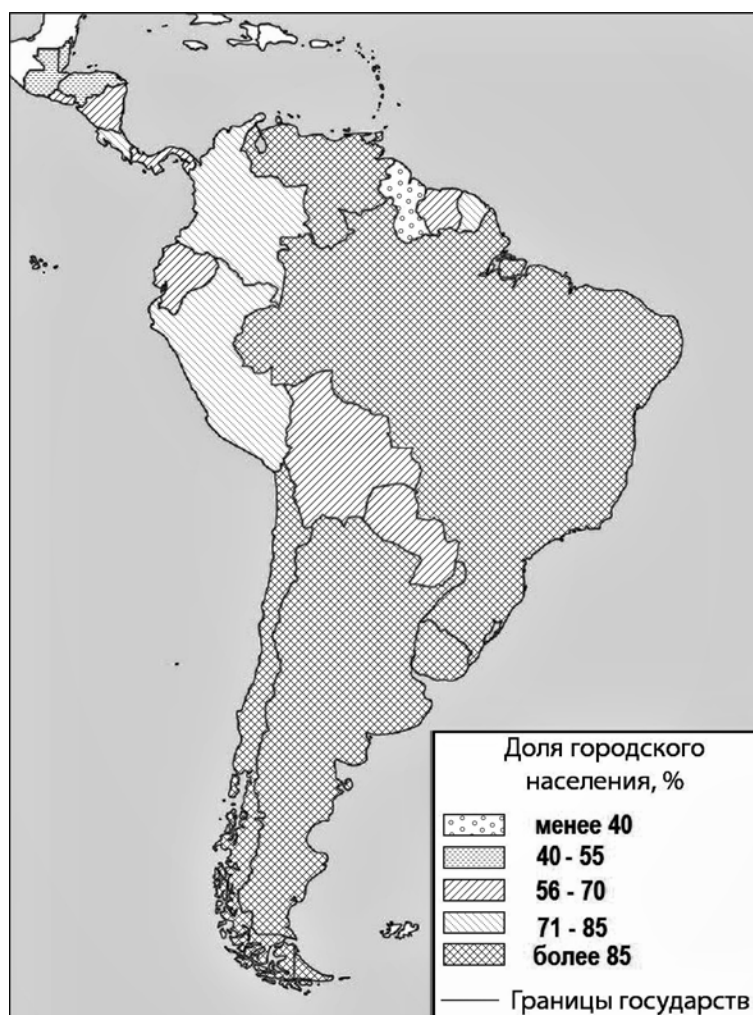 Доля городского
населения, %
менее 40
40 - 55
56 - 70
71 - 85
более 85
Границы государств